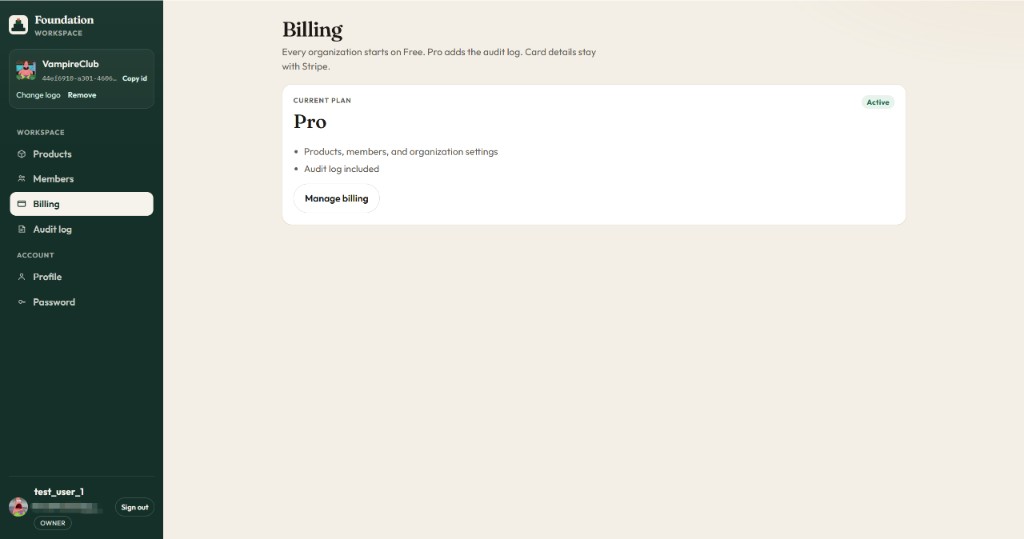 Foundation
WORKSPACE
VampireClub
Copy id
Change logo Remove
WORKSPACE
Products
Members
Billing
Audit log
ACCOUNT
Profile
Password
test_user_1
Sign out
OWNER
Billing
Every organization starts on Free. Pro adds the audit log. Card details stay
with Stripe.
CURRENT PLAN
Active
Pro
Products, members, and organization settings
Audit log included
Manage billing